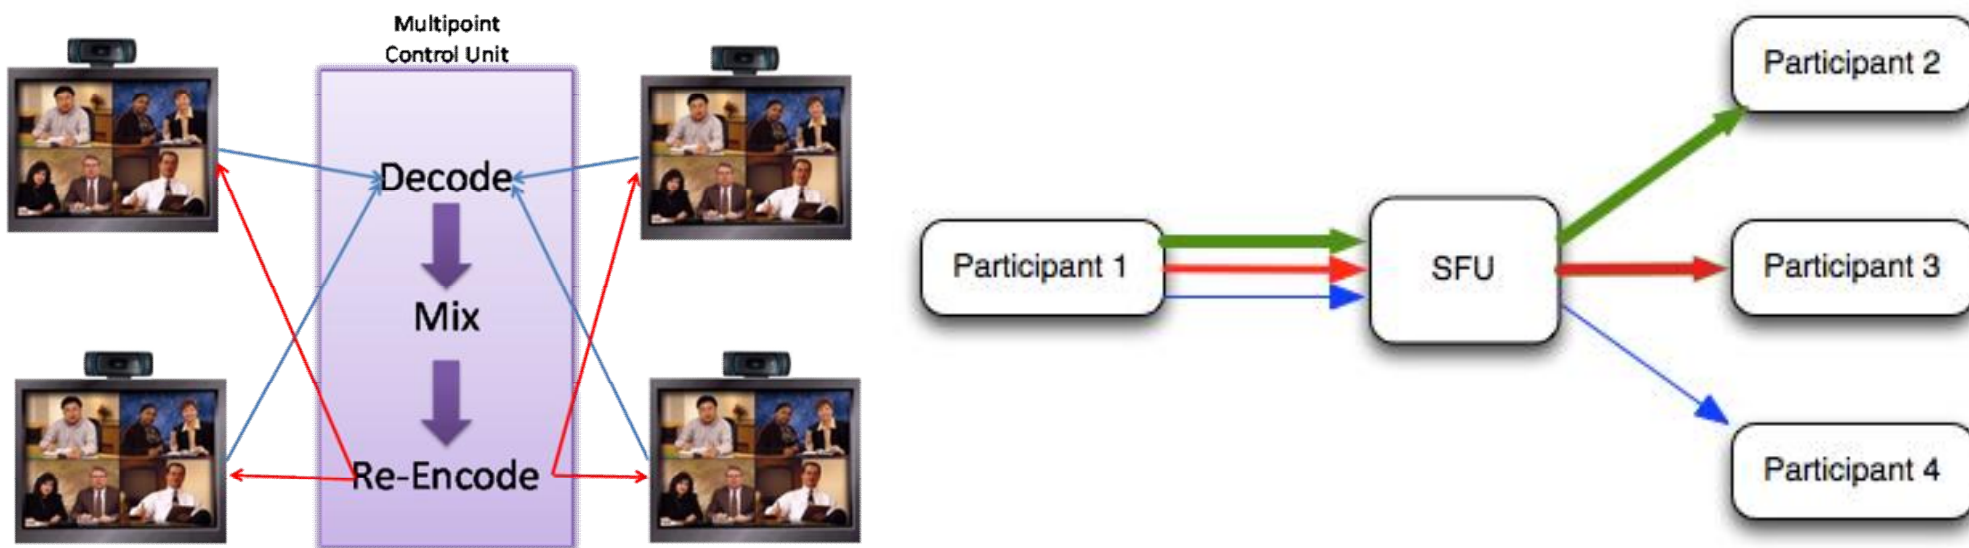 Multipoint
Control Unit
Decode
Mix
Re-Encode
Participant 1
SFU
Participant 2
Participant 3
Participant 4